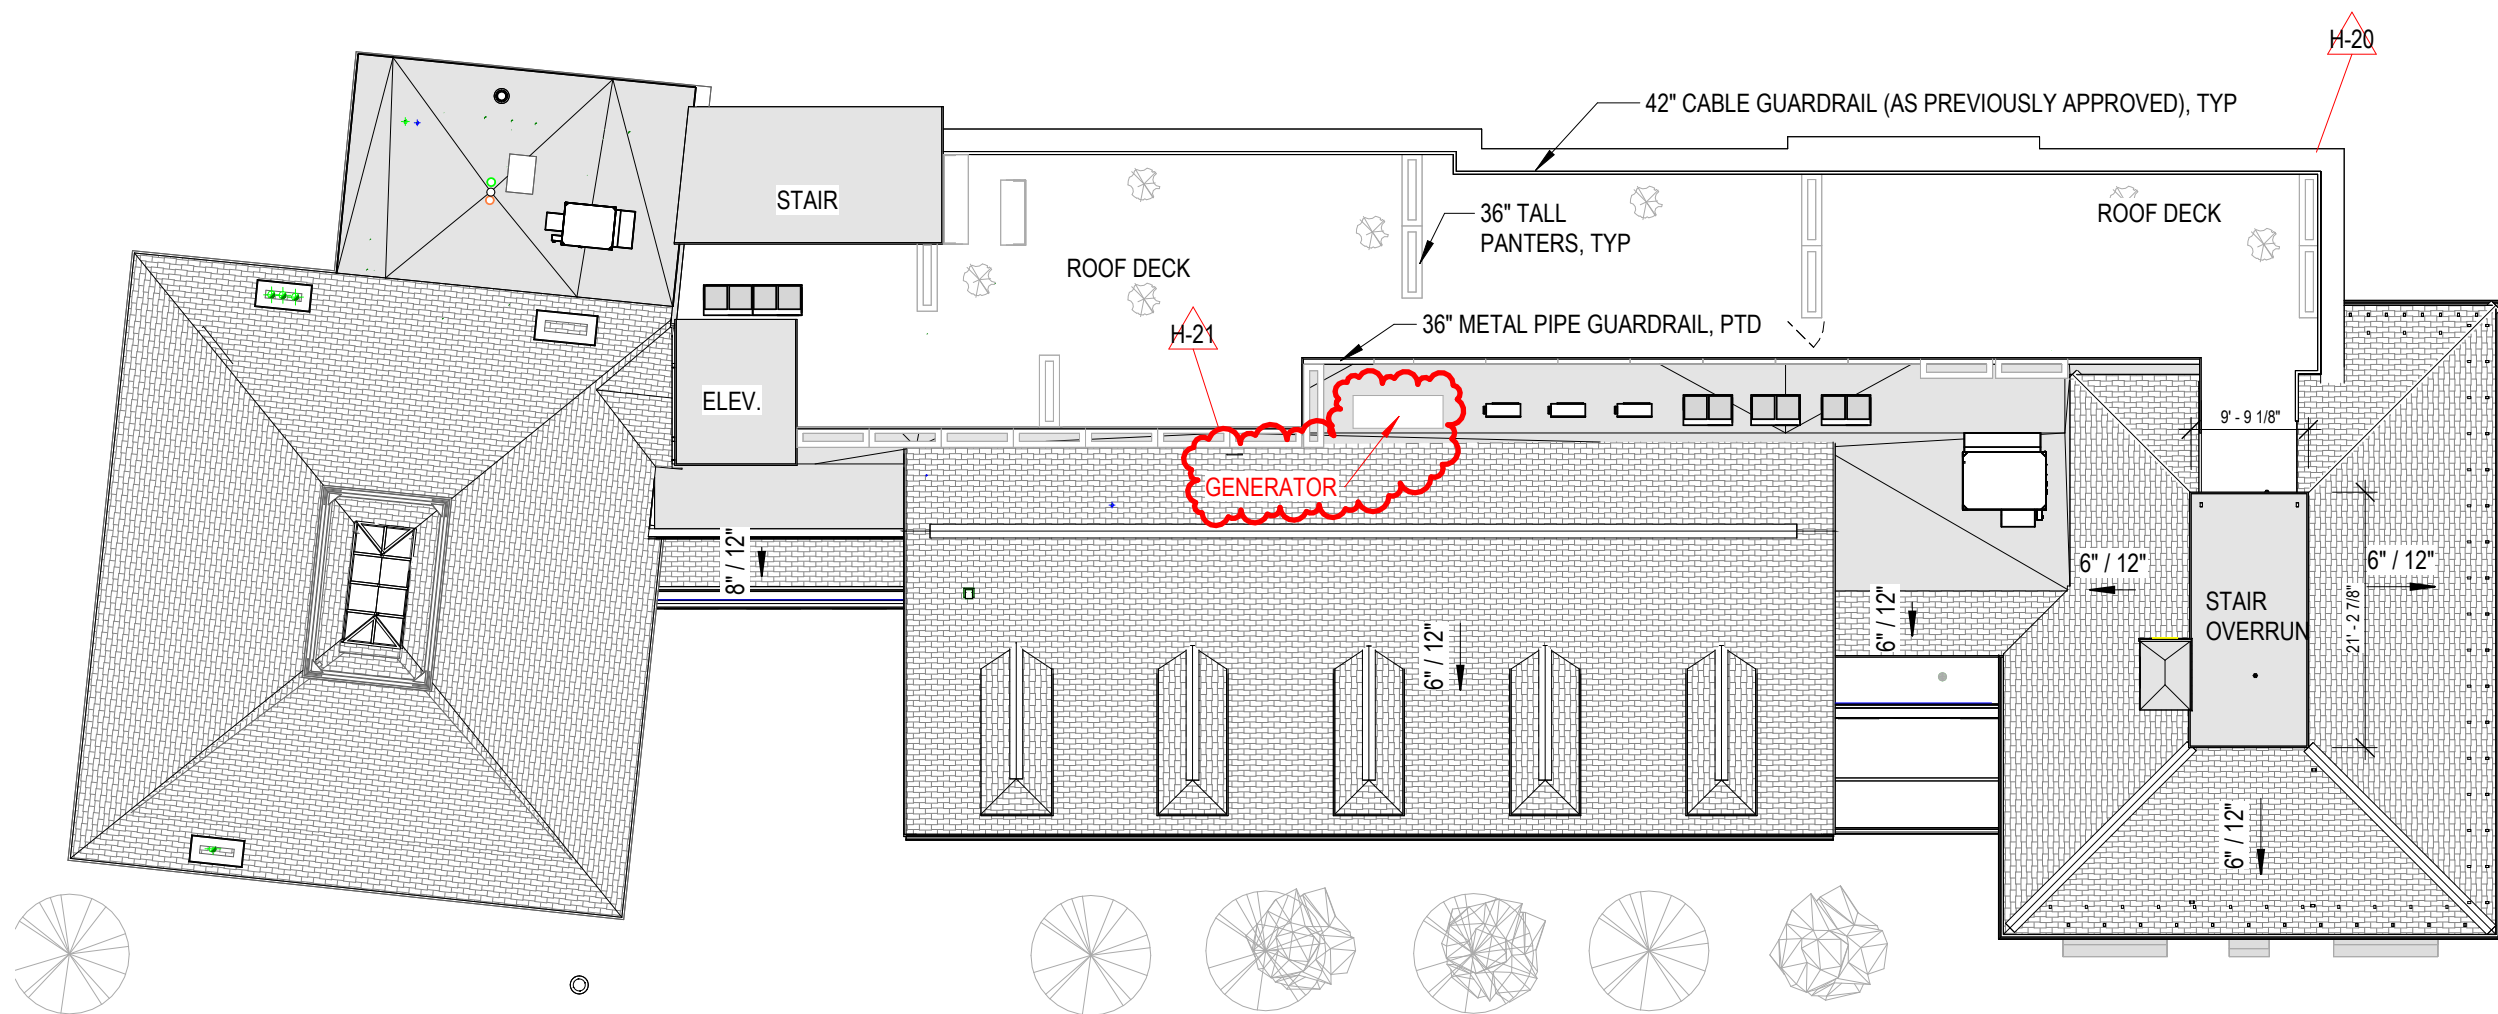 H-20
42" CABLE GUARDRAIL (AS PREVIOUSLY APPROVED), TYP
STAIR
36" TALL
PANTERS, TYP
ROOF DECK
ROOF DECK
36" METAL PIPE GUARDRAIL, PTD
H-21
ELEV.
9' - 9 1/8"
GENERATOR
8" / 12"
6" / 12"
6" / 12"
6" / 12"
6" / 12"
STAIR
OVERRUN
21' - 2 7/8"
6" / 12"